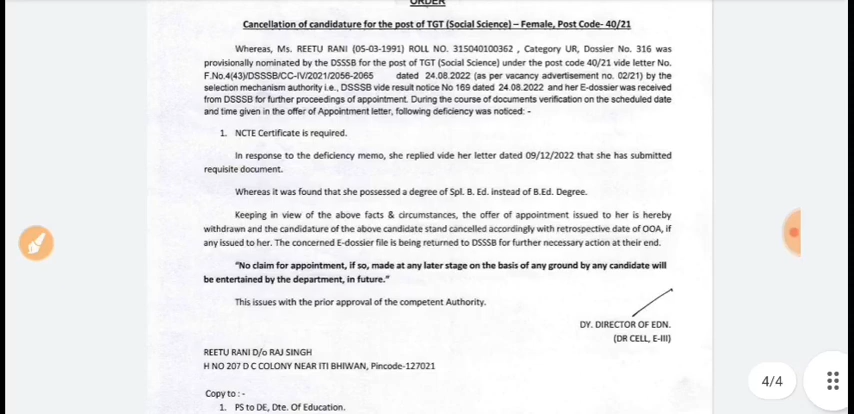 ORDER
Cancellation of candidature for the post of TGT (Social Science) – Female, Post Code- 40/21
Whereas, Ms. REETU RANI (05-03-1991) ROLL NO. 315040100362 , Category UR, Dossier No. 316 was
provisionally nominated by the DSSSB for the post of TGT (Social Science) under the post code 40/21 vide letter No.
F.No.4(43)/DSSSB/CC-IV/2021/2056-2065 dated 24.08.2022 (as per vacancy advertisement no. 02/21) by the
selection mechanism authority i.e., DSSSB vide result notice No 169 dated 24.08.2022 and her E-dossier was received
from DSSSB for further proceedings of appointment. During the course of documents verification on the scheduled date
and time given in the offer of Appointment letter, following deficiency was noticed: -
1. NCTE Certificate is required.
In response to the deficiency memo, she replied vide her letter dated 09/12/2022 that she has submitted
requisite document.
Whereas it was found that she possessed a degree of Spl. B. Ed. instead of B.Ed. Degree.
Keeping in view of the above facts & circumstances, the offer of appointment issued to her is hereby
withdrawn and the candidature of the above candidate stand cancelled accordingly with retrospective date of OOA, if
any issued to her. The concerned E-dossier file is being returned to DSSSB for further necessary action at their end.
"No claim for appointment, if so, made at any later stage on the basis of any ground by any candidate will
be entertained by the department, in future."
This issues with the prior approval of the competent Authority.
DY. DIRECTOR OF EDN.
(DR CELL, E-III)
REETU RANI D/o RAJ SINGH
H NO 207 D C COLONY NEAR ITI BHIWAN, Pincode-127021
4/4
Copy to : -
1. PS to DE, Dte. Of Education.